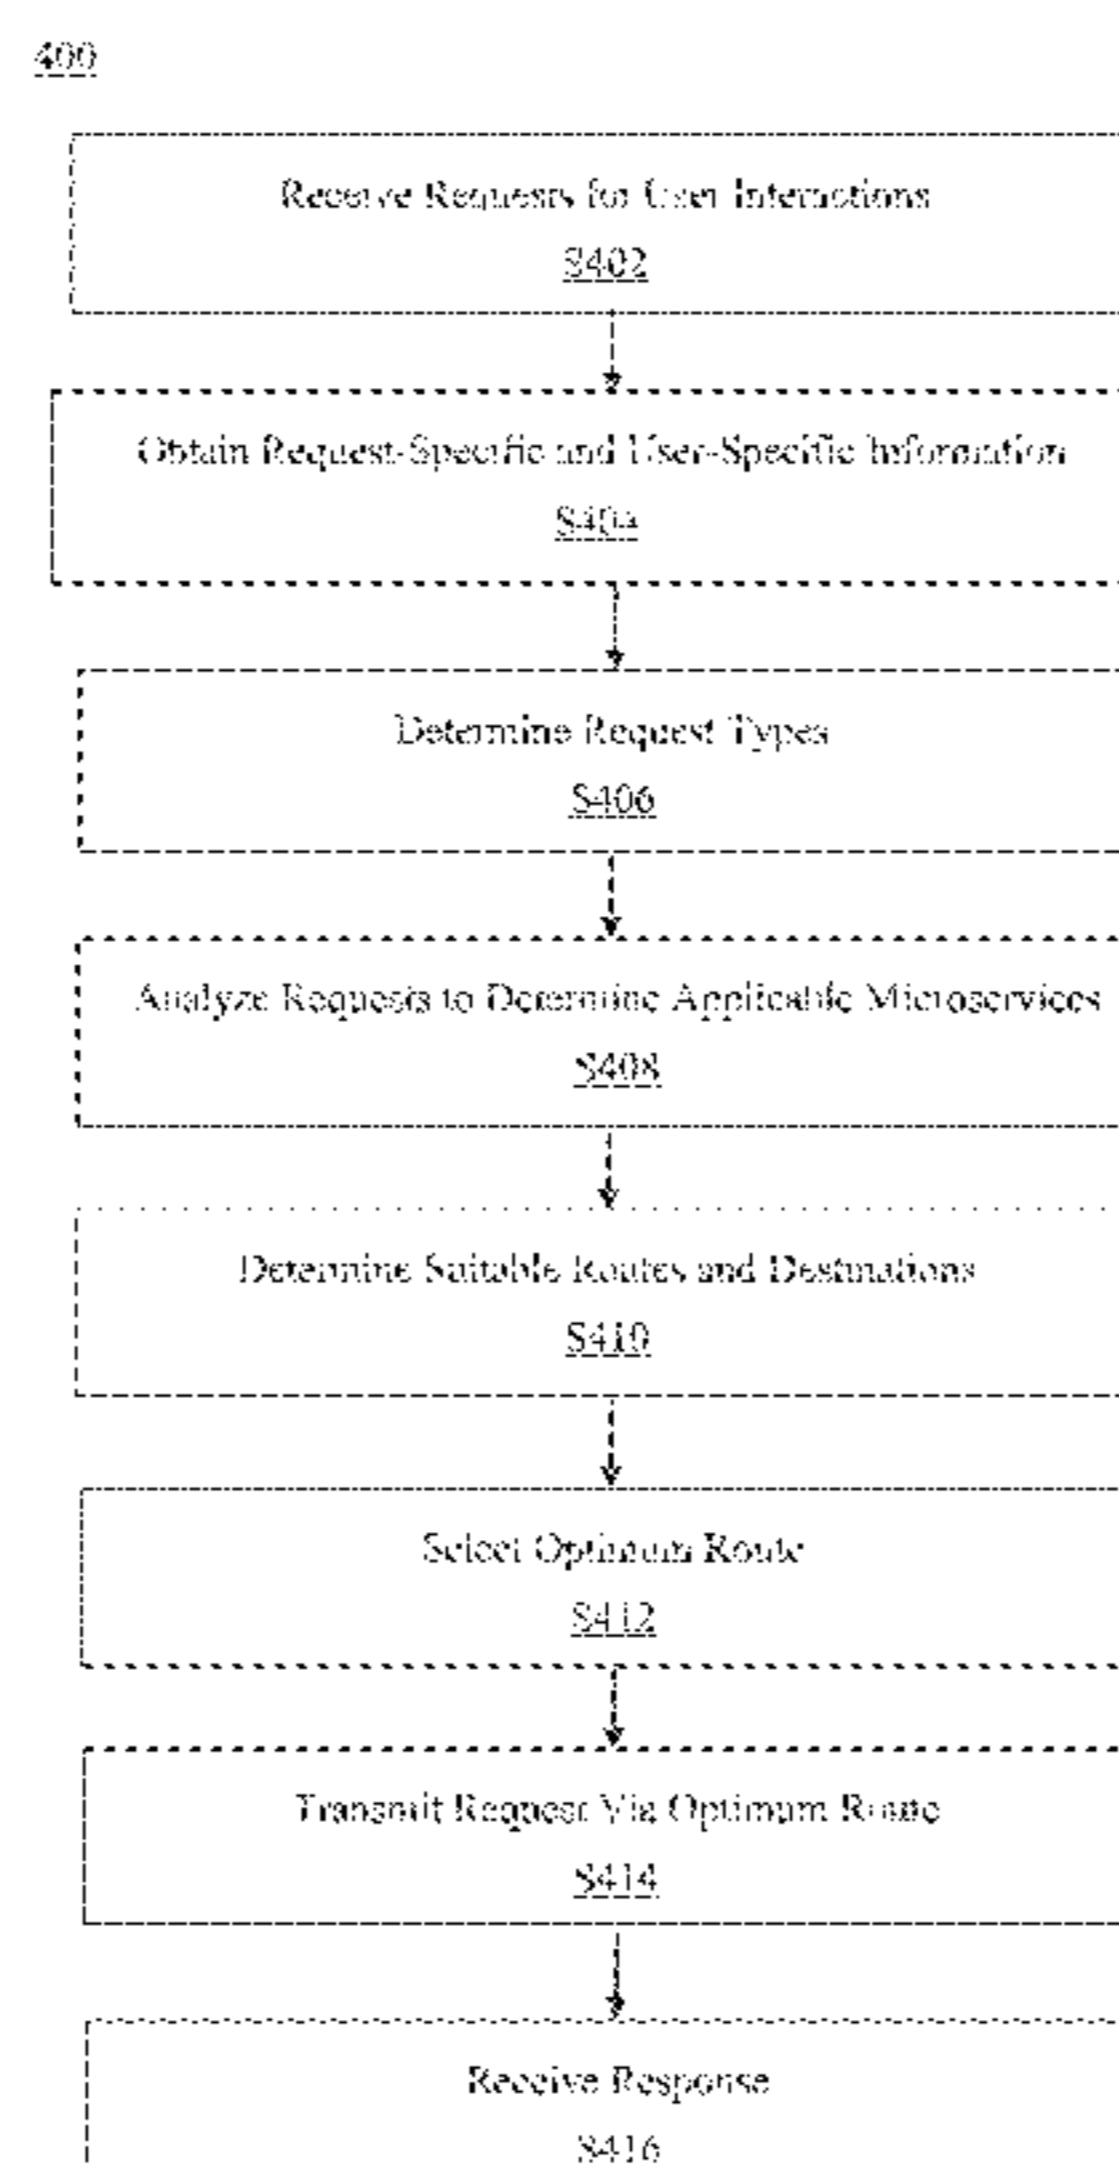 400
Receive Requests for User Interactions
S402
Obtain Request-Specific and User-Specific Information
S404
Determine Request Types
S406
Analyze Requests to Determine Applicable Microservices
S408
Determine Suitable Routes and Destinations
S410
Select Optimum Route
S412
Transmit Request Via Optimum Route
S414
Receive Response
S416